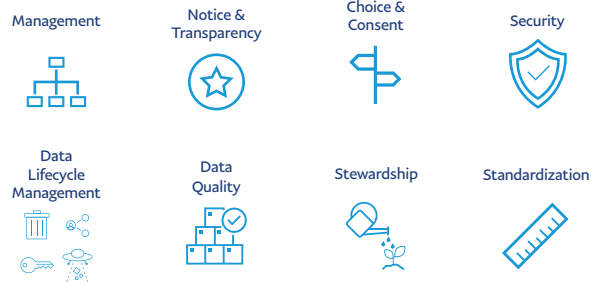 Management
Notice &
Transparency
Choice &
Consent
Security
Data
Lifecycle
Management
Data
Quality
Stewardship
Standardization